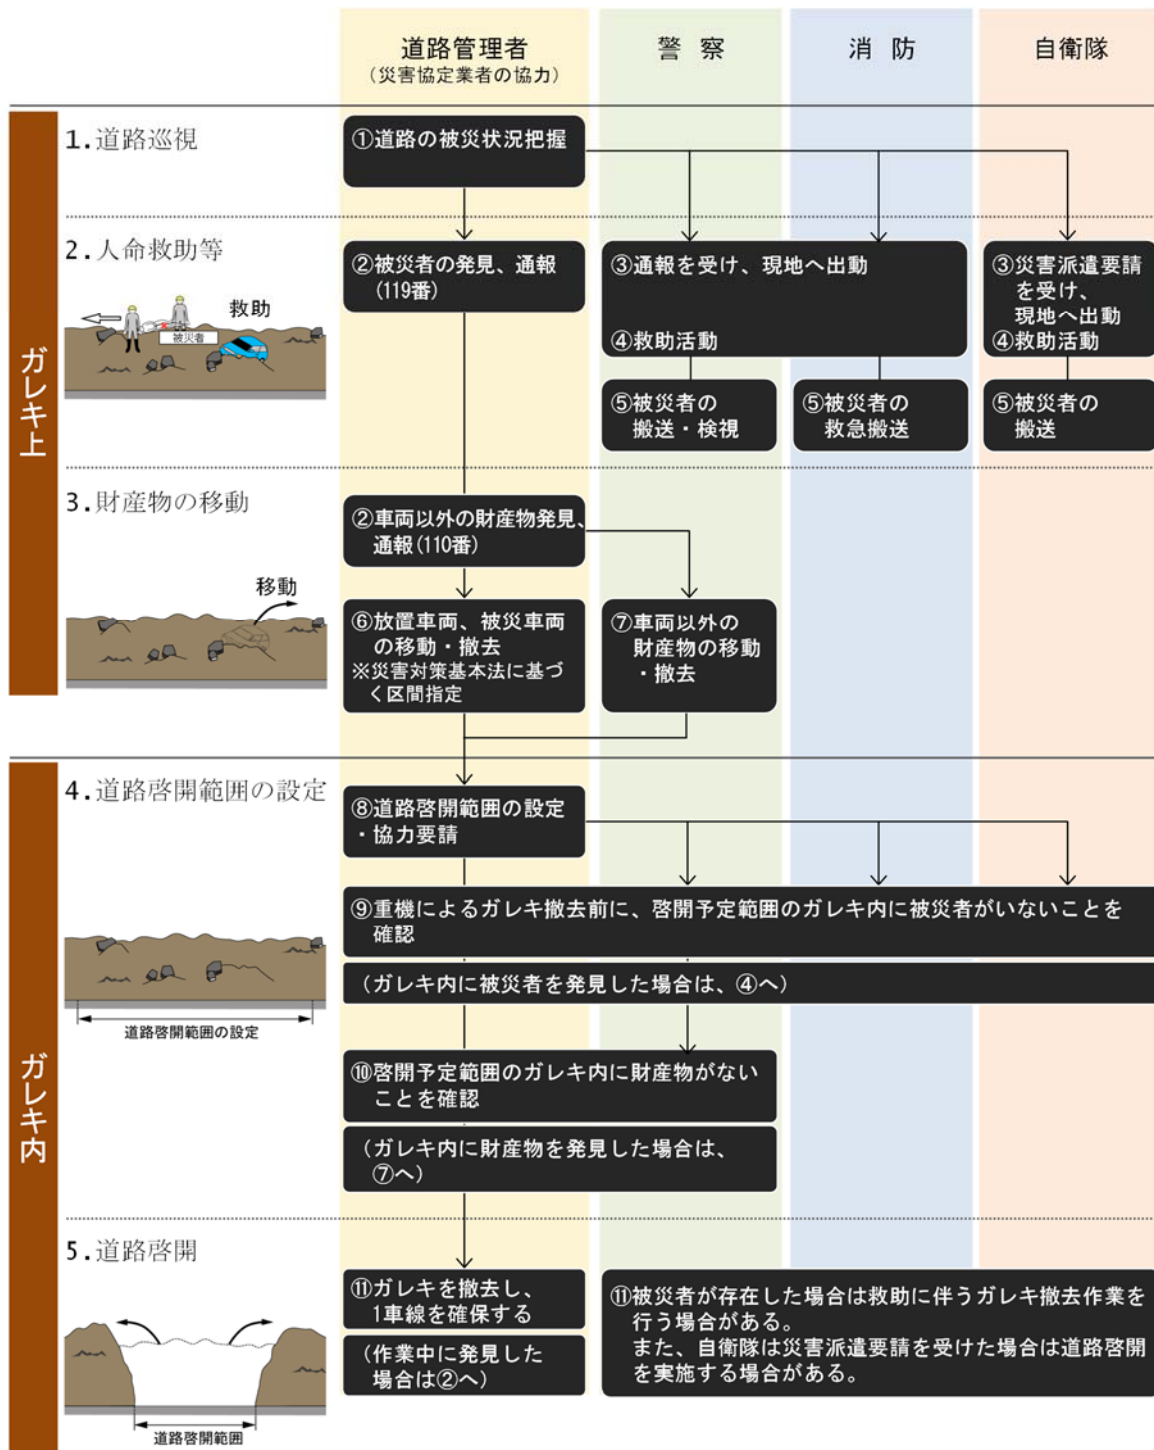 道路管理者
(災害協定業者の協力)
警 察
消 防
自衛隊
ガレキ上
1.道路巡視
①道路の被災状況把握
2.人命救助等
救助
被災者
②被災者の発見、通報
(119番)
③通報を受け、現地へ出動
④救助活動
③災害派遣要請
を受け、
現地へ出動
④救助活動
⑤被災者の
搬送・検視
⑤被災者の
救急搬送
⑤被災者の
搬送
3.財産物の移動
移動
②車両以外の財産物発見、
通報(110番)
⑥放置車両、被災車両
の移動・撤去
※災害対策基本法に基づ
く区間指定
⑦車両以外の
財産物の移動
・撤去
ガレキ内
4.道路啓開範囲の設定
道路啓開範囲の設定
⑧道路啓開範囲の設定
・協力要請
⑨重機によるガレキ撤去前に、啓開予定範囲のガレキ内に被災者がいないことを
確認
(ガレキ内に被災者を発見した場合は、④へ)
⑩啓開予定範囲のガレキ内に財産物がない
ことを確認
(ガレキ内に財産物を発見した場合は、
⑦へ)
5.道路啓開
道路啓開範囲
⑪ガレキを撤去し、
1車線を確保する
(作業中に発見した
場合は②へ)
⑪被災者が存在した場合は救助に伴うガレキ撤去作業を
行う場合がある。
また、自衛隊は災害派遣要請を受けた場合は道路啓開
を実施する場合がある。